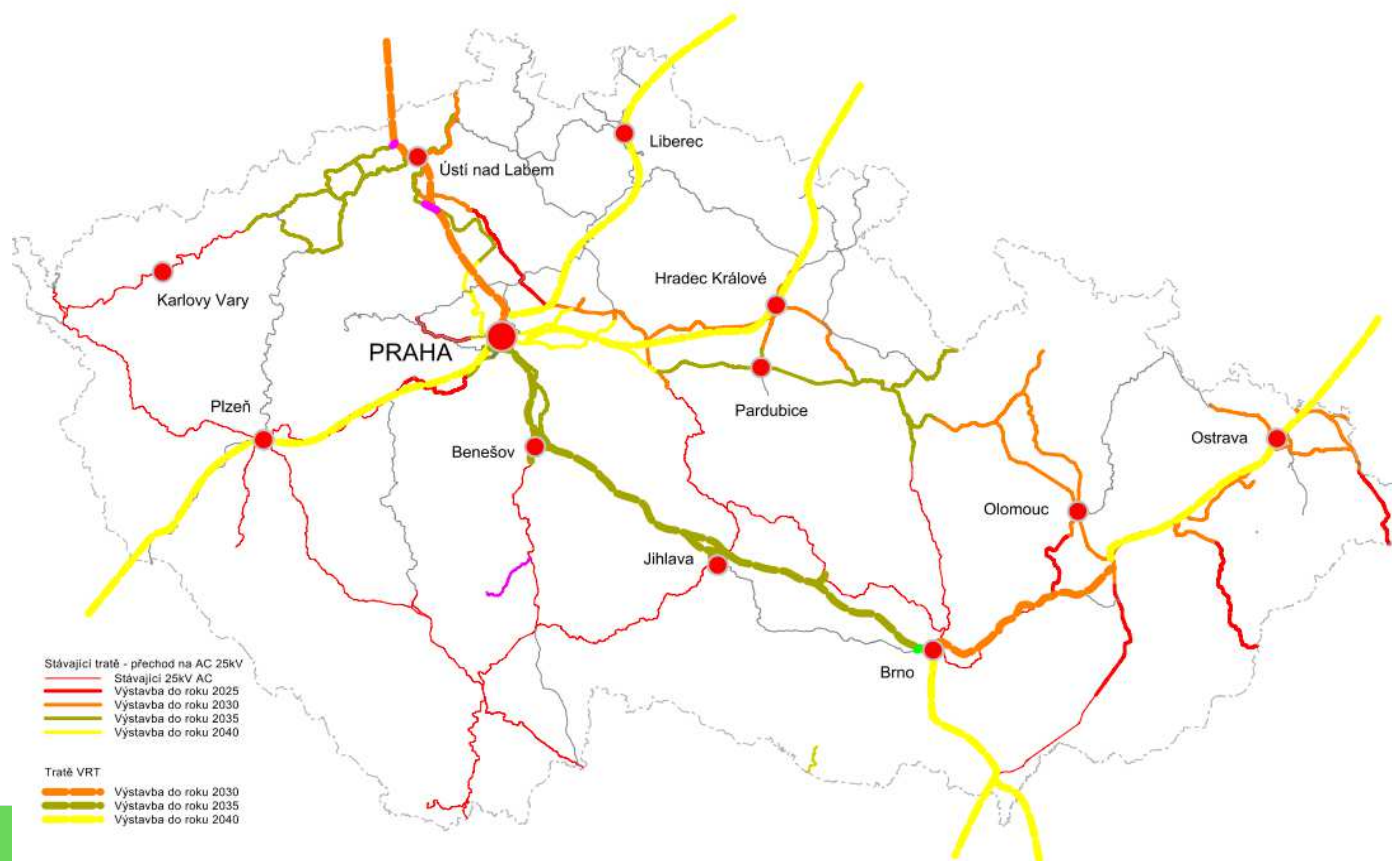 Liberec
Ústí nad Labem
Karlovy Vary
Hradec Králové
PRAHA
Pardubice
Plzeň
Benešov
Ostrava
Olomouc
Jihlava
Brno
Stávající tratě - přechod na AC 25kV
Stávající 25kV AC
Výstavba do roku 2025
Výstavba do roku 2030
Výstavba do roku 2035
Výstavba do roku 2040
Tratě VRT
Výstavba do roku 2030
Výstavba do roku 2035
Výstavba do roku 2040